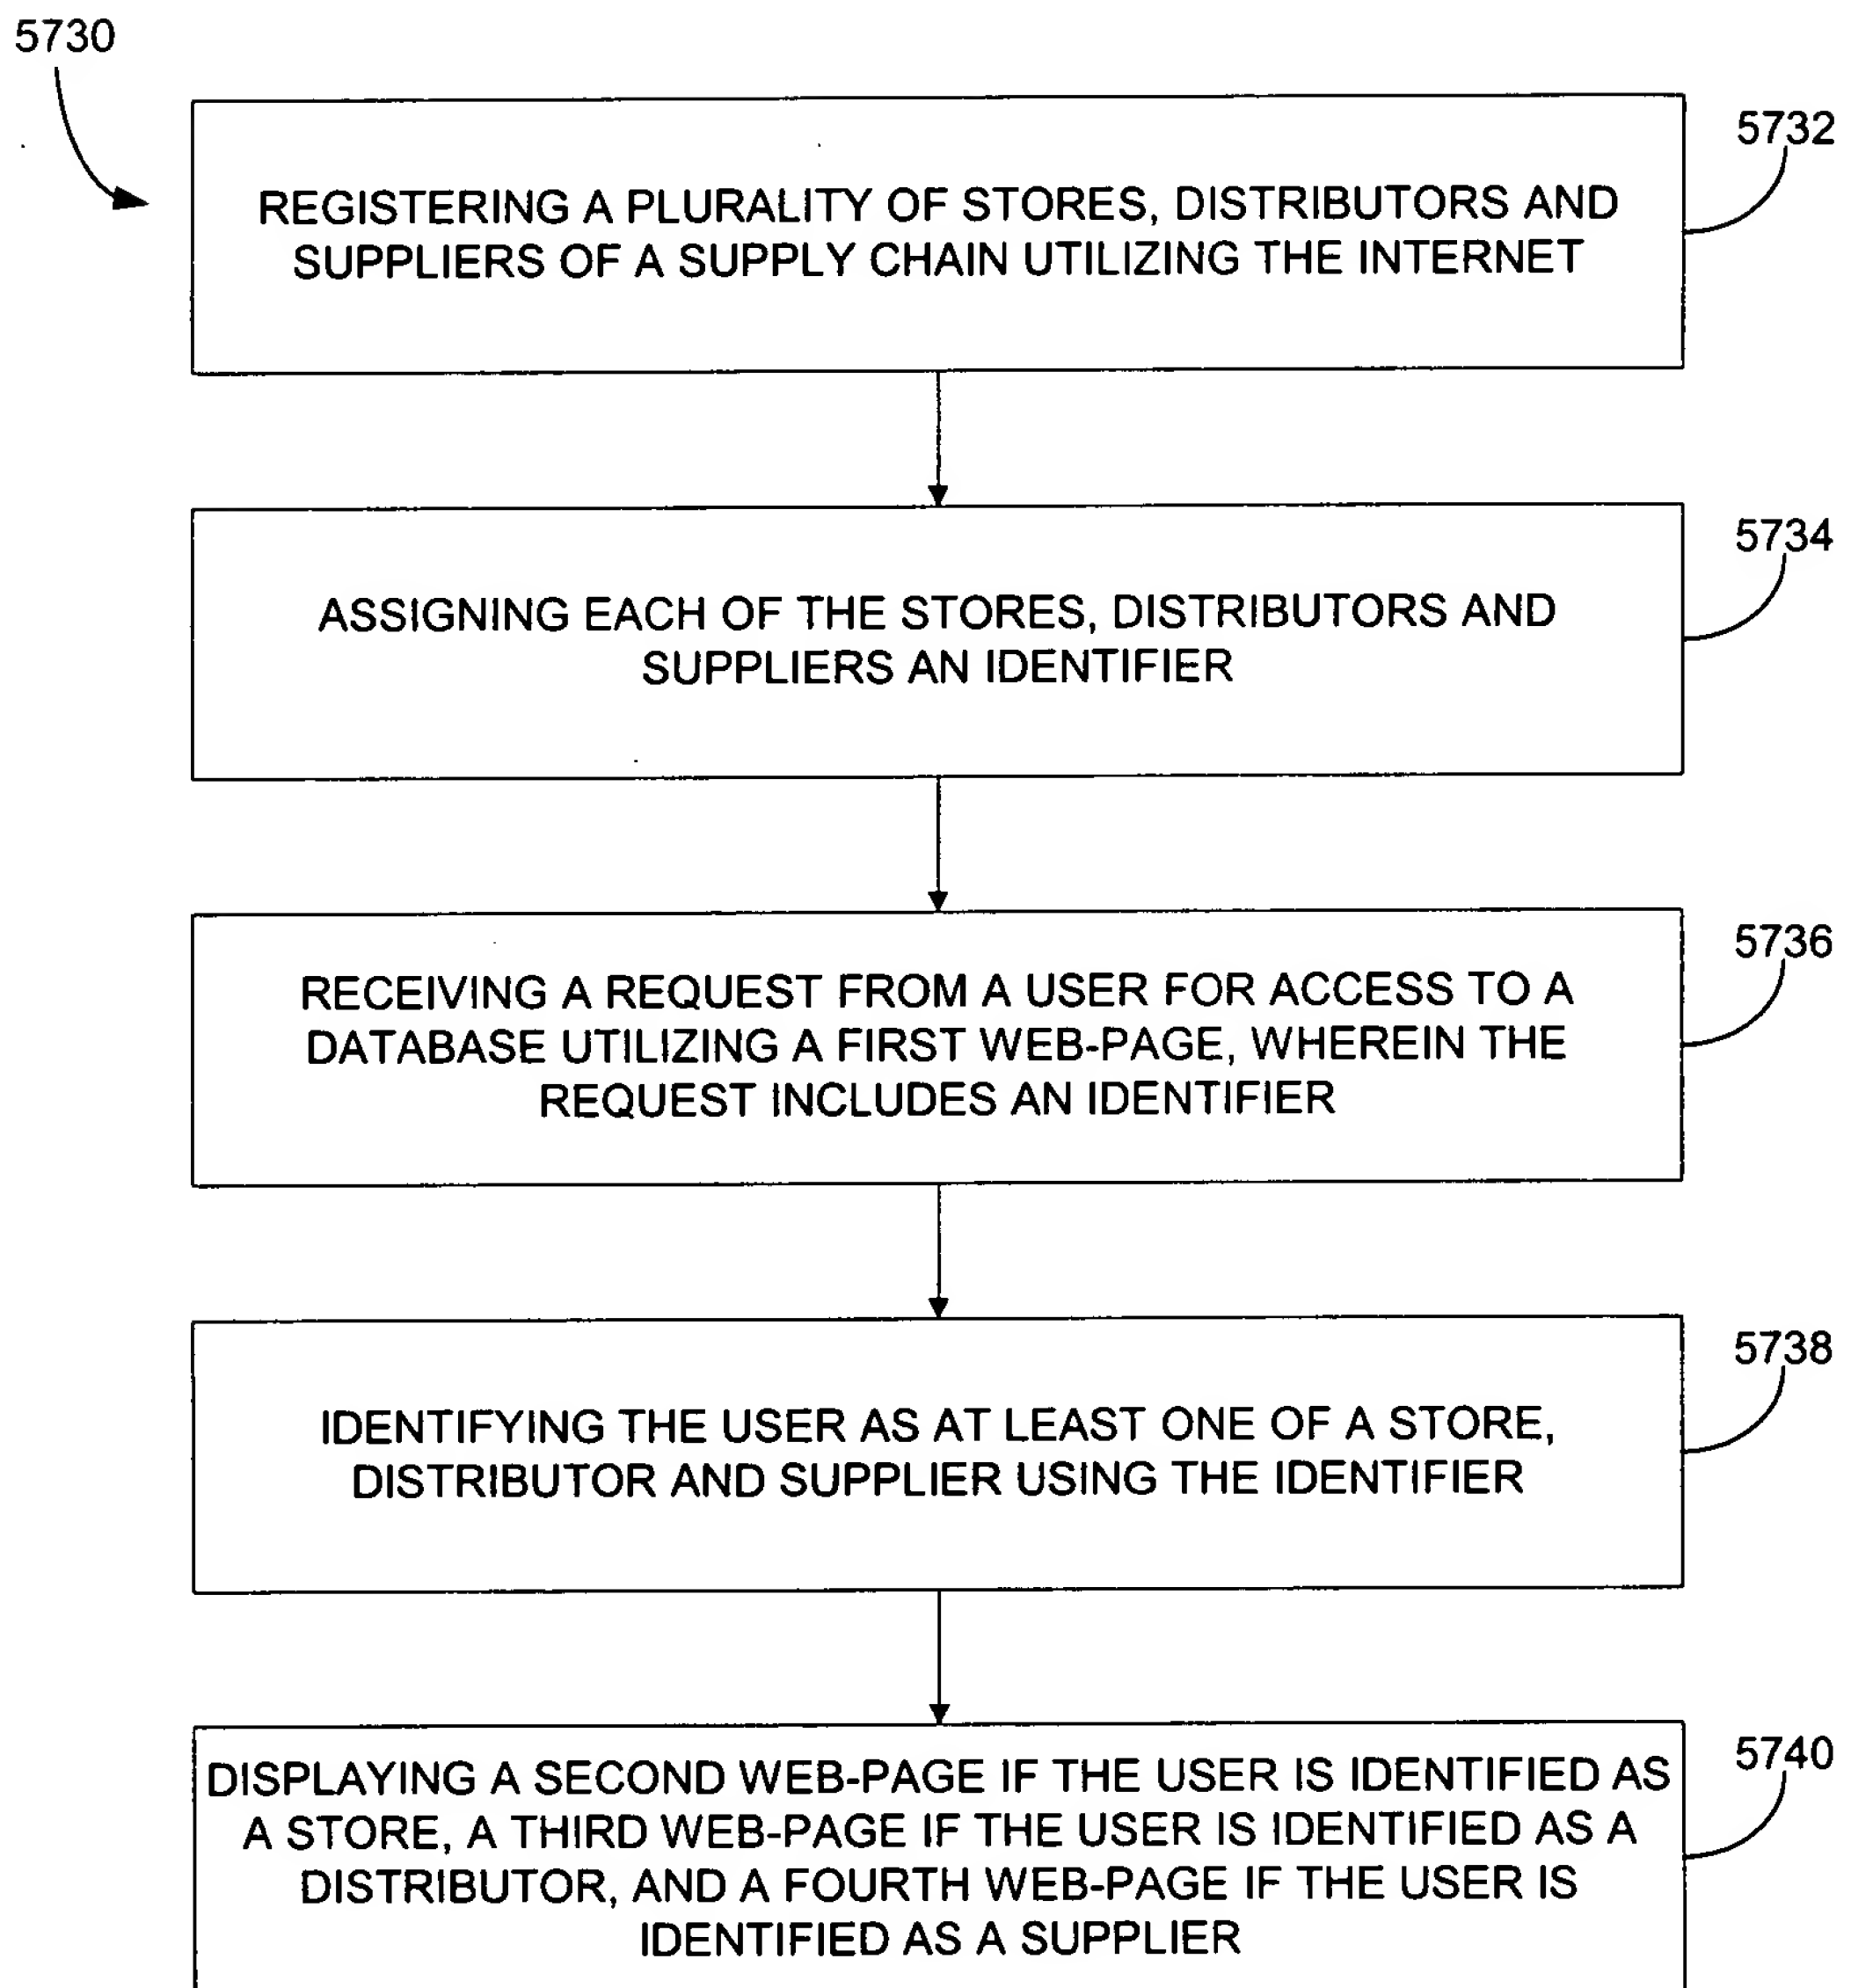 5730
5732
REGISTERING A PLURALITY OF STORES, DISTRIBUTORS AND
SUPPLIERS OF A SUPPLY CHAIN UTILIZING THE INTERNET
5734
ASSIGNING EACH OF THE STORES, DISTRIBUTORS AND
SUPPLIERS AN IDENTIFIER
5736
RECEIVING A REQUEST FROM A USER FOR ACCESS TO A
DATABASE UTILIZING A FIRST WEB-PAGE, WHEREIN THE
REQUEST INCLUDES AN IDENTIFIER
5738
IDENTIFYING THE USER AS AT LEAST ONE OF A STORE,
DISTRIBUTOR AND SUPPLIER USING THE IDENTIFIER
5740
DISPLAYING A SECOND WEB-PAGE IF THE USER IS IDENTIFIED AS
A STORE, A THIRD WEB-PAGE IF THE USER IS IDENTIFIED AS A
DISTRIBUTOR, AND A FOURTH WEB-PAGE IF THE USER IS
IDENTIFIED AS A SUPPLIER